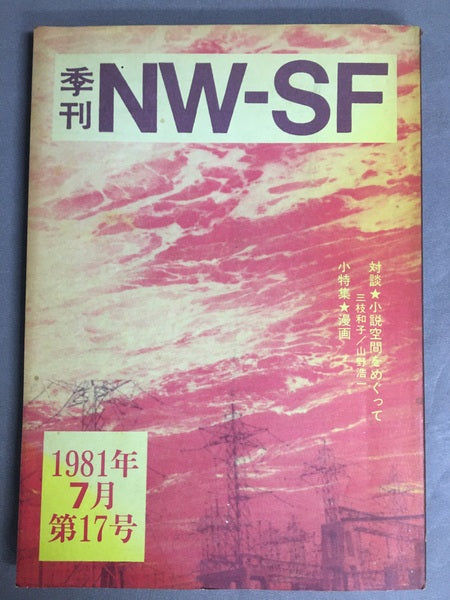 季刊 NW-SF
対談★小説空間をめぐって
三枝和子／山野浩一
小特集★漫画
1981年
7月
第17号